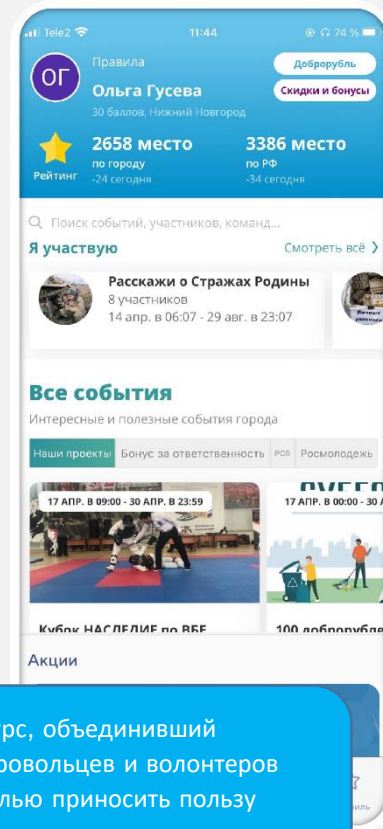 Tele2 11:44 74 %
Правила
Доброрубль
ОГ
Ольга Гусева
Скидки и бонусы
30 баллов, Нижний Новгород
2658 место
3386 место
Рейтинг
по городу
по РФ
-24 сегодня
-34 сегодня
Поиск событий, участников, команд...
Я участвую
Смотреть всё
Расскажи о Стражах Родины
8 участников
14 апр. в 06:07 - 29 авг. в 23:07
Все события
Интересные и полезные события города
Наши проекты Бонус за ответственность РСВ Росмолодежь
17 АПР. В 09:00 - 30 АПР. В 23:59
17 АПР. В 00:00 - 30 А
Кубок НАСЛЕДИЕ по ВБЕ
100 доброрубле
Акции
урс, объединивший
ровольцев и волонтеров
лью приносить пользу
иль